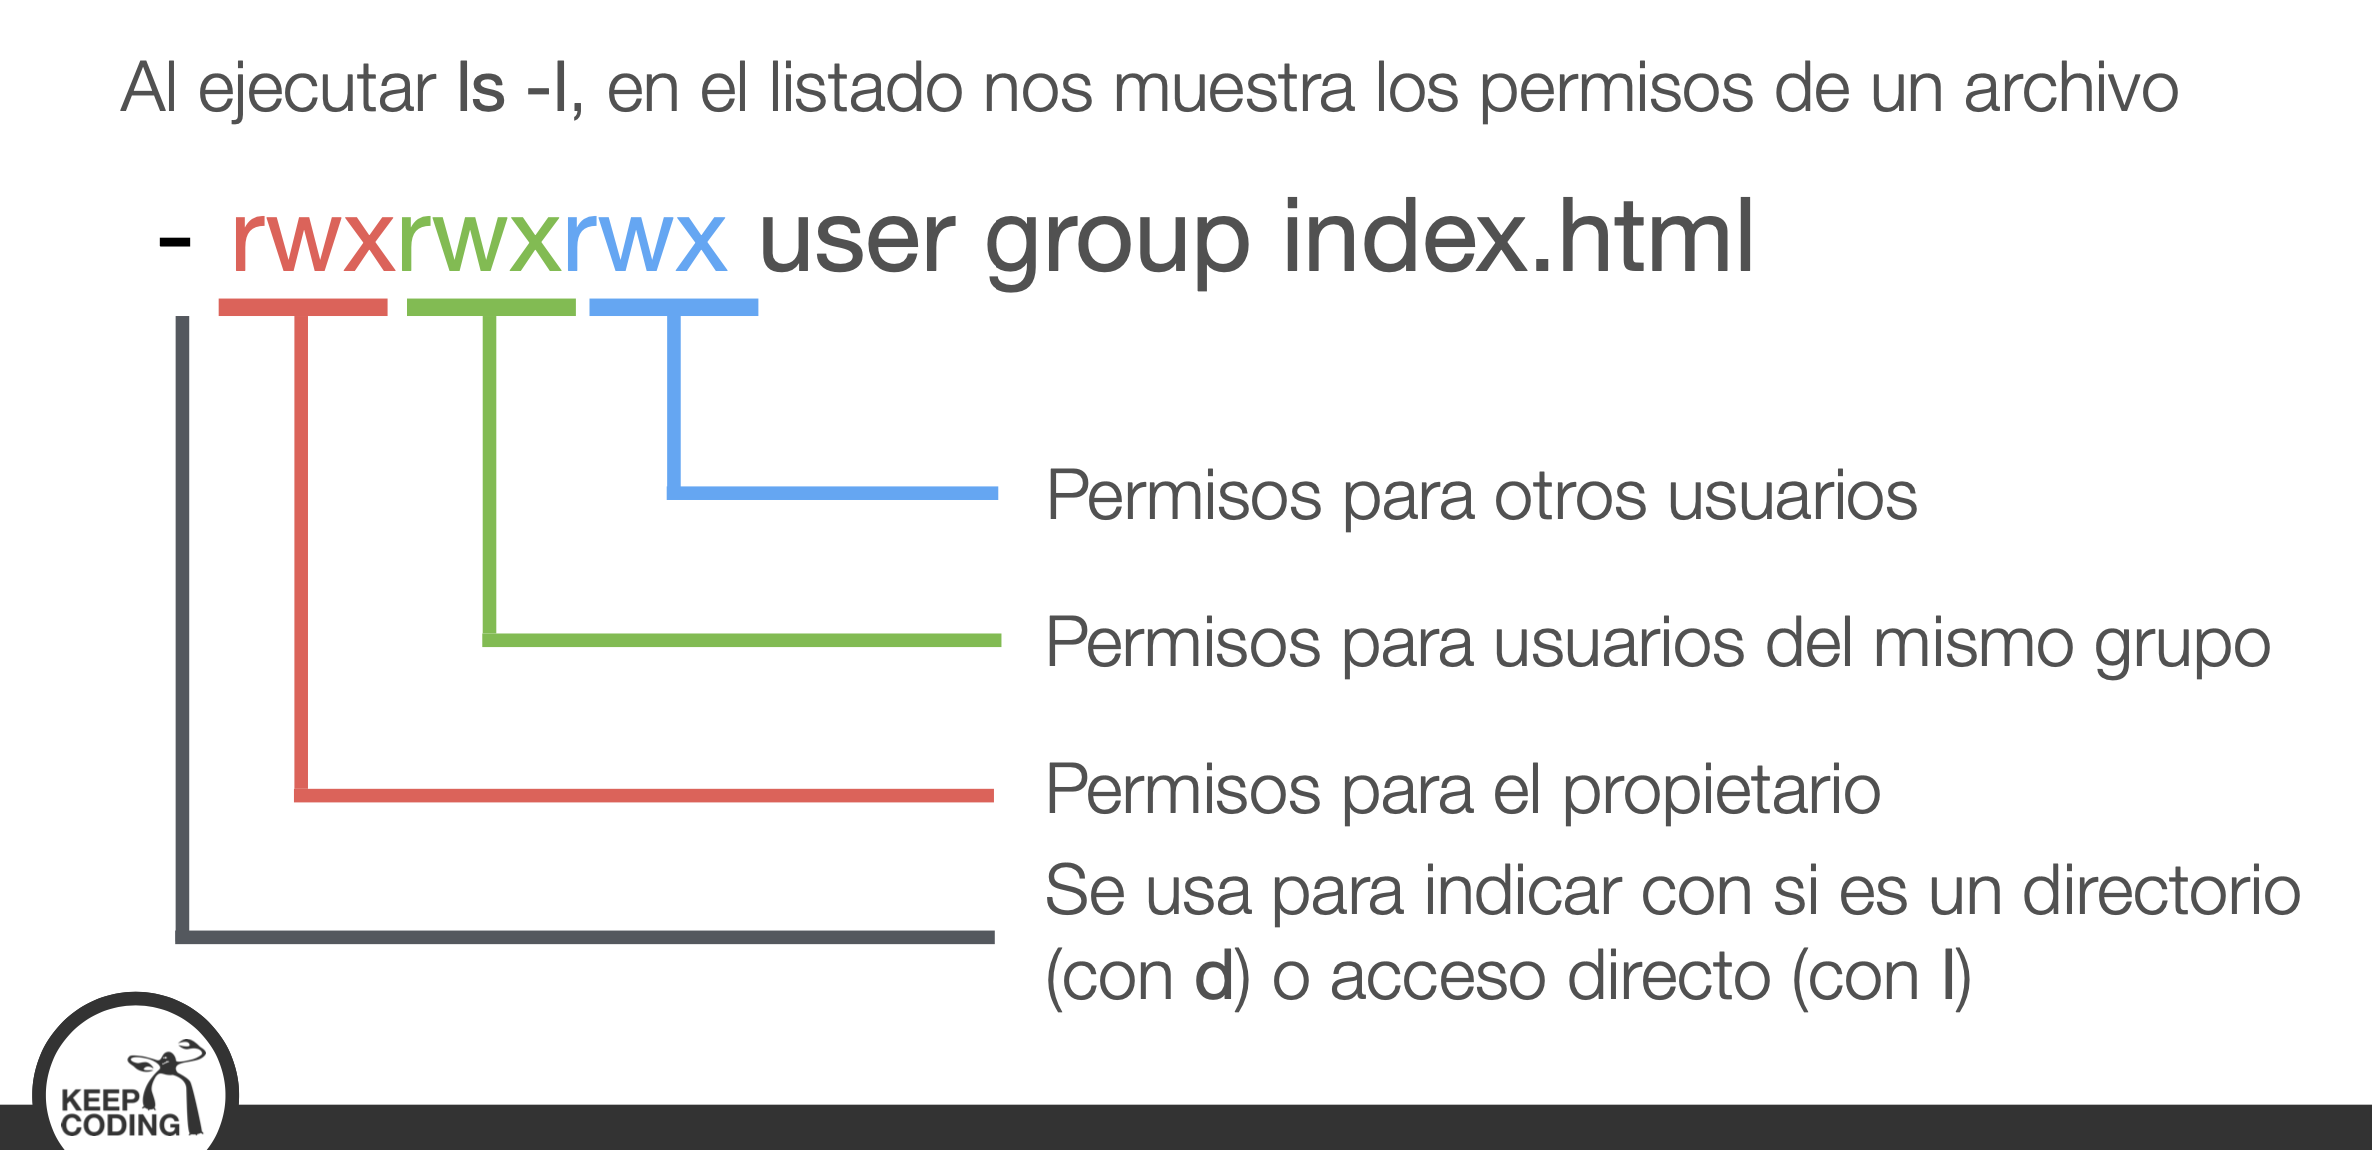 Al ejecutar ls -l, en el listado nos muestra los permisos de un archivo
- rwxrwxrwx user group index.html
Permisos para otros usuarios
Permisos para usuarios del mismo grupo
Permisos para el propietario
Se usa para indicar con si es un directorio
(con d) o acceso directo (con l)
KEEP
CODING